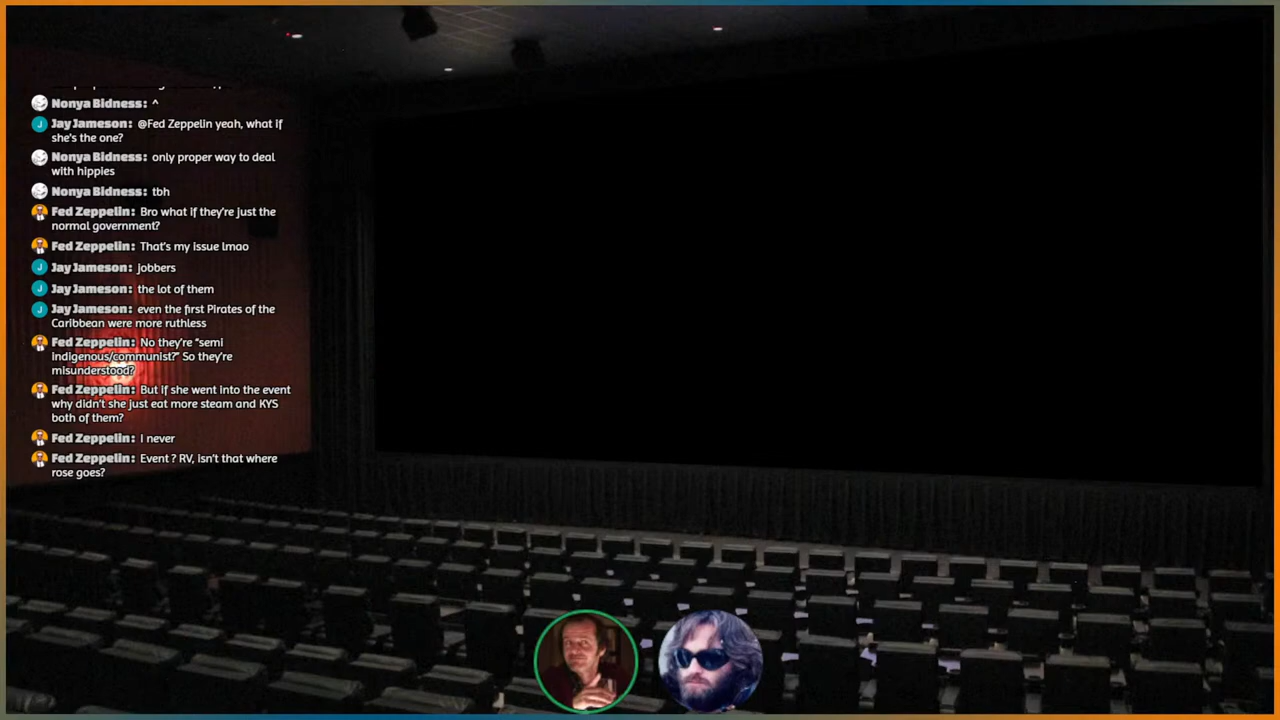 Nonya Bidness: ^
Jay Jameson: @Fed Zeppelin yeah, what if
she's the one?
Nonya Bidness: only proper way to deal
with hippies
Nonya Bidness: tbh
Fed Zeppelin: Bro what if they're just the
normal government?
Fed Zeppelin: That's my issue lmao
J
Jay Jameson: jobbers
J
Jay Jameson: the lot of them
J
Jay Jameson: even the first Pirates of the
Caribbean were more ruthless
Fed Zeppelin: No they're "semi
indigenous/communist?" So they're
misunderstood?
Fed Zeppelin: But if she went into the event
why didn't she just eat more steam and KYS
both of them?
Fed Zeppelin: I never
Fed Zeppelin: Event ? RV, isn't that where
rose goes?